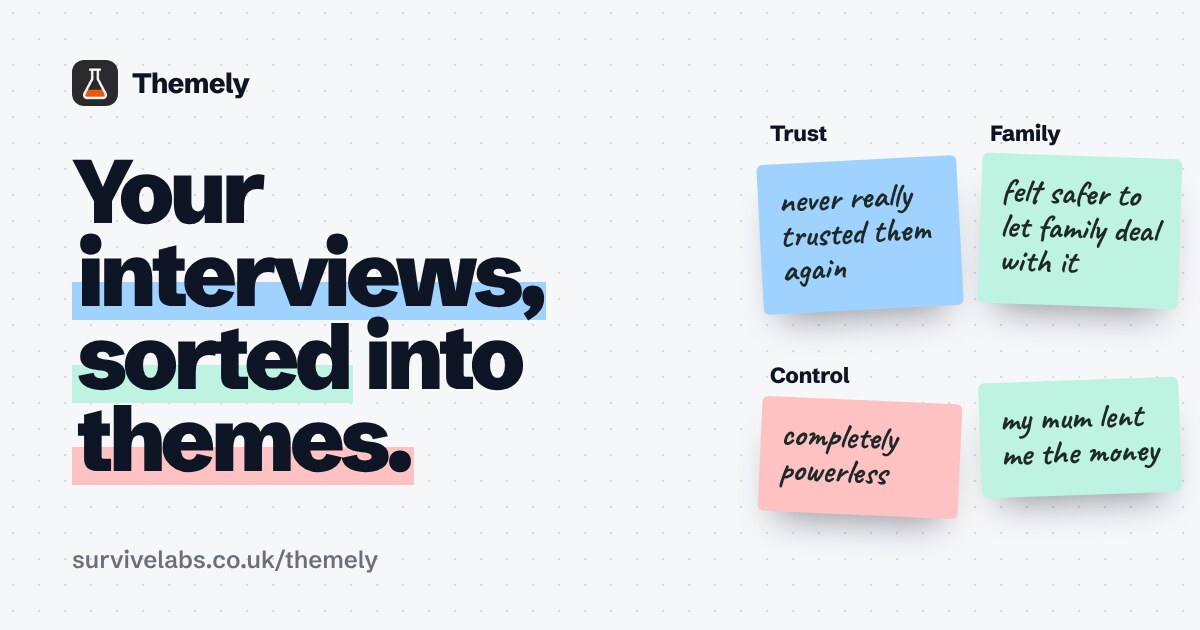 Themely
Your
interviews,
sorted into
themes.
survivelabs.co.uk/themely
Trust
never really
trusted them
again
Family
felt safer to
let family deal
with it
my mum lent
me the money
Control
completely
powerless